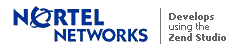 NORTEL
NETWORKS
Develops
using the
Zend Studio